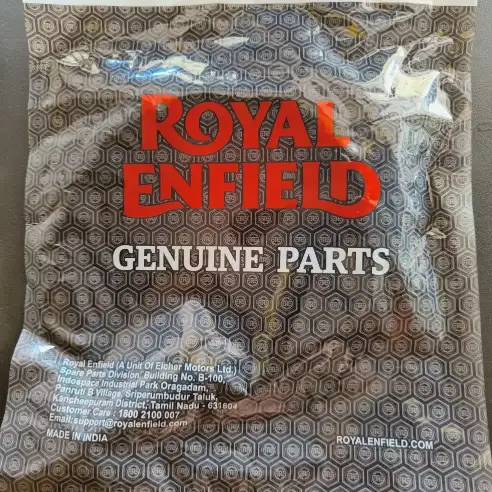 ROYAL
ENFIELD
GENUINE PARTS
Royal Enfield (A Unit Of Eicher Motors Ltd.)
Spare Parts Division, Building No. B-100,
Indospace Industrial Park Oragadam,
Panruti B Village, Sriperumbudur Taluk,
Kancheepuram District, Tamil Nadu - 631604
Customer Care : 1800 2100 007
Email: support@royalenfield.com
MADE IN INDIA
ROYALENFIELD.COM